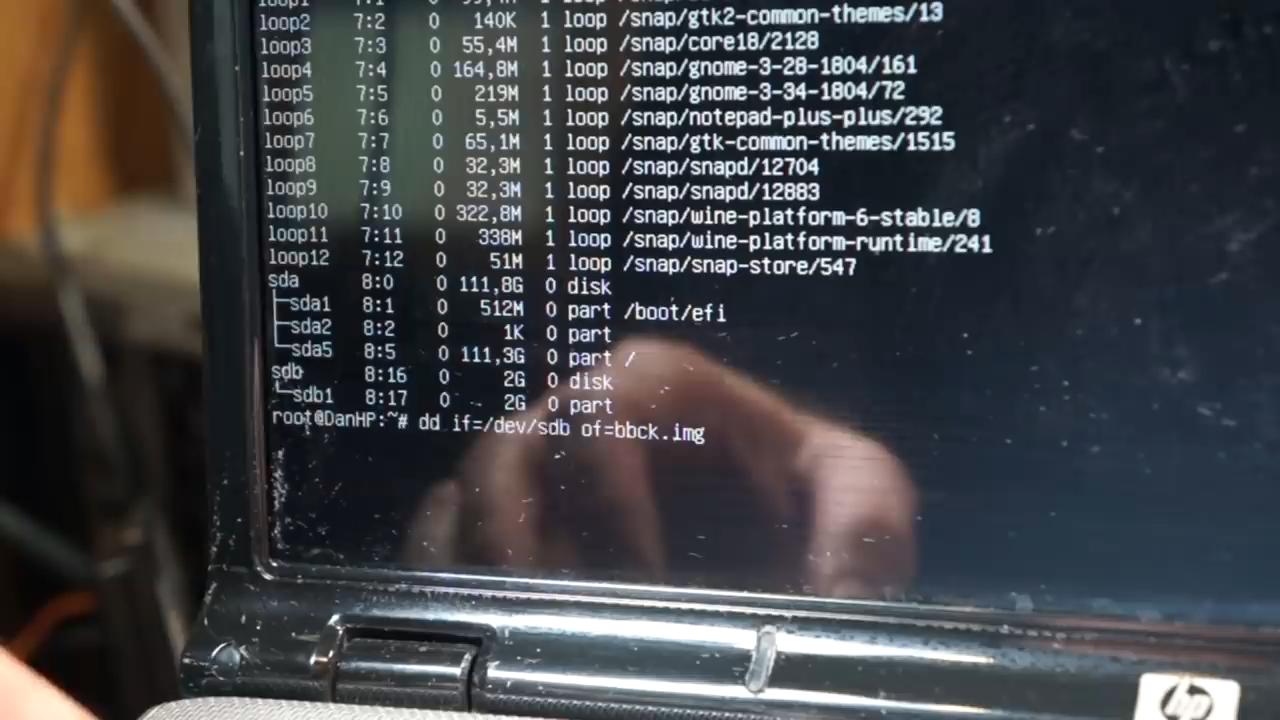 loop1 7:1 0 1 loop
loop2 7:2 0 140K 1 loop /snap/gtk2-common-themes/13
loop3 7:3 0 55,4M 1 loop /snap/core18/2128
loop4 7:4 0 164,8M 1 loop /snap/gnome-3-28-1804/161
loop5 7:5 0 219M 1 loop /snap/gnome-3-34-1804/72
loop6 7:6 0 5,5M 1 loop /snap/notepad-plus-plus/292
loop7 7:7 0 65,1M 1 loop /snap/gtk-common-themes/1515
loop8 7:8 0 32,3M 1 loop /snap/snapd/12704
loop9 7:9 0 32,3M 1 loop /snap/snapd/12883
loop10 7:10 0 322,8M 1 loop /snap/wine-platform-6-stable/8
loop11 7:11 0 338M 1 loop /snap/wine-platform-runtime/241
loop12 7:12 0 51M 1 loop /snap/snap-store/547
sda 8:0 0 111,8G 0 disk
├─sda1 8:1 0 512M 0 part /boot/efi
├─sda2 8:2 0 1K 0 part
└─sda5 8:5 0 111,3G 0 part /
sdb 8:16 0 2G 0 disk
└─sdb1 8:17 0 2G 0 part
root@DanHP:~# dd if=/dev/sdb of=bbck.img
hp